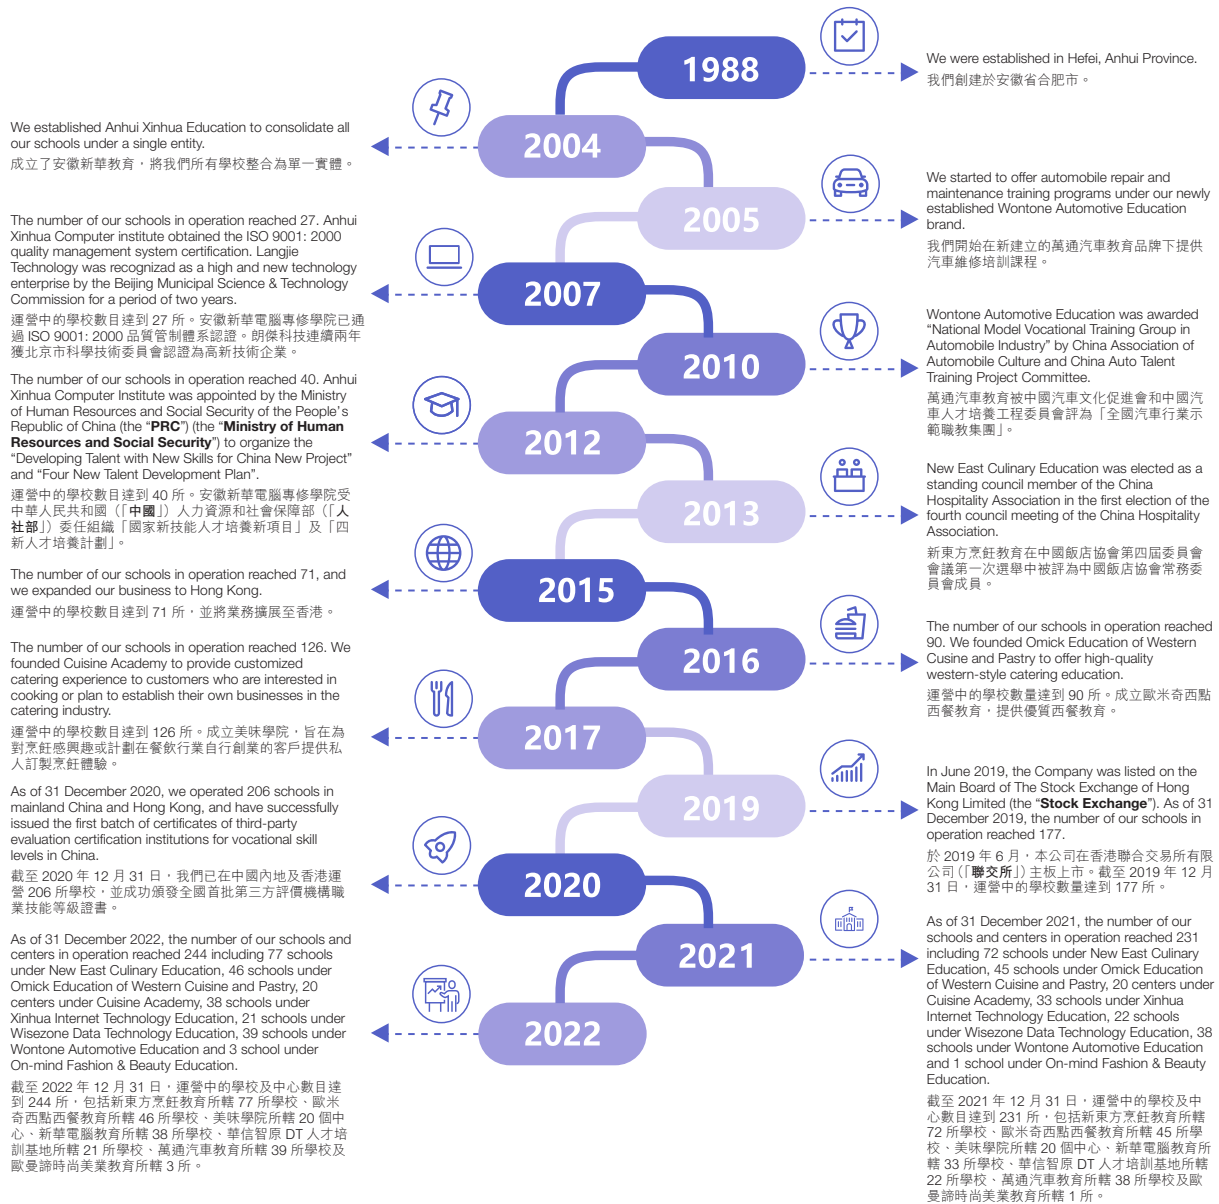 1988
We were established in Hefei, Anhui Province.
我們創建於安徽省合肥市。
2004
We established Anhui Xinhua Education to consolidate all
our schools under a single entity.
成立了安徽新華教育，將我們所有學校整合為單一實體。
2005
We started to offer automobile repair and
maintenance training programs under our newly
established Wontone Automotive Education
brand.
我們開始在新建立的萬通汽車教育品牌下提供
汽車維修培訓課程。
2007
The number of our schools in operation reached 27. Anhui
Xinhua Computer institute obtained the ISO 9001: 2000
quality management system certification. Langjie
Technology was recognizad as a high and new technology
enterprise by the Beijing Municipal Science & Technology
Commission for a period of two years.
運營中的學校數目達到 27 所。安徽新華電腦專修學院已通
過 ISO 9001: 2000 品質管制體系認證。朗傑科技連續兩年
獲北京市科學技術委員會認證為高新技術企業。
2010
Wontone Automotive Education was awarded
“National Model Vocational Training Group in
Automobile Industry” by China Association of
Automobile Culture and China Auto Talent
Training Project Committee.
萬通汽車教育被中國汽車文化促進會和中國汽
車人才培養工程委員會評為「全國汽車行業示
範職教集團」。
2012
The number of our schools in operation reached 40. Anhui
Xinhua Computer Institute was appointed by the Ministry
of Human Resources and Social Security of the People's
Republic of China (the “PRC”) (the “Ministry of Human
Resources and Social Security”) to organize the
“Developing Talent with New Skills for China New Project”
and “Four New Talent Development Plan”.
運營中的學校數目達到 40 所。安徽新華電腦專修學院受
中華人民共和國（「中國」）人力資源和社會保障部（「人
社部」）委任組織「國家新技能人才培養新項目」及「四
新人才培養計劃」。
2013
New East Culinary Education was elected as a
standing council member of the China
Hospitality Association in the first election of the
fourth council meeting of the China Hospitality
Association.
新東方烹飪教育在中國飯店協會第四屆委員會
會議第一次選舉中被評為中國飯店協會常務委
員會成員。
2015
The number of our schools in operation reached 71, and
we expanded our business to Hong Kong.
運營中的學校數目達到 71 所，並將業務擴展至香港。
2016
The number of our schools in operation reached
90. We founded Omick Education of Western
Cusine and Pastry to offer high-quality
western-style catering education.
運營中的學校數量達到 90 所。成立歐米奇西點
西餐教育，提供優質西餐教育。
2017
The number of our schools in operation reached 126. We
founded Cuisine Academy to provide customized
catering experience to customers who are interested in
cooking or plan to establish their own businesses in the
catering industry.
運營中的學校數目達到 126 所。成立美味學院，旨在為
對烹飪感興趣或計劃在餐飲行業自行創業的客戶提供私
人訂製烹飪體驗。
2019
In June 2019, the Company was listed on the
Main Board of The Stock Exchange of Hong
Kong Limited (the “Stock Exchange”). As of 31
December 2019, the number of our schools in
operation reached 177.
於 2019 年 6 月，本公司在香港聯合交易所有限
公司（「聯交所」）主板上市。截至 2019 年 12 月
31 日，運營中的學校數量達到 177 所。
2020
As of 31 December 2020, we operated 206 schools in
mainland China and Hong Kong, and have successfully
issued the first batch of certificates of third-party
evaluation certification institutions for vocational skill
levels in China.
截至 2020 年 12 月 31 日，我們已在中國內地及香港運
營 206 所學校，並成功頒發全國首批第三方評價機構職
業技能等級證書。
2021
As of 31 December 2021, the number of our
schools and centers in operation reached 231
including 72 schools under New East Culinary
Education, 45 schools under Omick Education
of Western Cuisine and Pastry, 20 centers under
Cuisine Academy, 33 schools under Xinhua
Internet Technology Education, 22 schools
under Wisezone Data Technology Education, 38
schools under Wontone Automotive Education
and 1 school under On-mind Fashion & Beauty
Education.
截至 2021 年 12 月 31 日，運營中的學校及中
心數目達到 231 所，包括新東方烹飪教育所轄
72 所學校、歐米奇西點西餐教育所轄 45 所學
校、美味學院所轄 20 個中心、新華電腦教育所
轄 33 所學校、華信智原 DT 人才培訓基地所轄
22 所學校、萬通汽車教育所轄 38 所學校及歐
曼諦時尚美業教育所轄 1 所。
2022
As of 31 December 2022, the number of our schools and
centers in operation reached 244 including 77 schools
under New East Culinary Education, 46 schools under
Omick Education of Western Cuisine and Pastry, 20
centers under Cuisine Academy, 38 schools under
Xinhua Internet Technology Education, 21 schools under
Wisezone Data Technology Education, 39 schools under
Wontone Automotive Education and 3 school under
On-mind Fashion & Beauty Education.
截至 2022 年 12 月 31 日，運營中的學校及中心數目達
到 244 所，包括新東方烹飪教育所轄 77 所學校、歐米
奇西點西餐教育所轄 46 所學校、美味學院所轄 20 個中
心、新華電腦教育所轄 38 所學校、華信智原 DT 人才培
訓基地所轄 21 所學校、萬通汽車教育所轄 39 所學校及
歐曼諦時尚美業教育所轄 3 所。